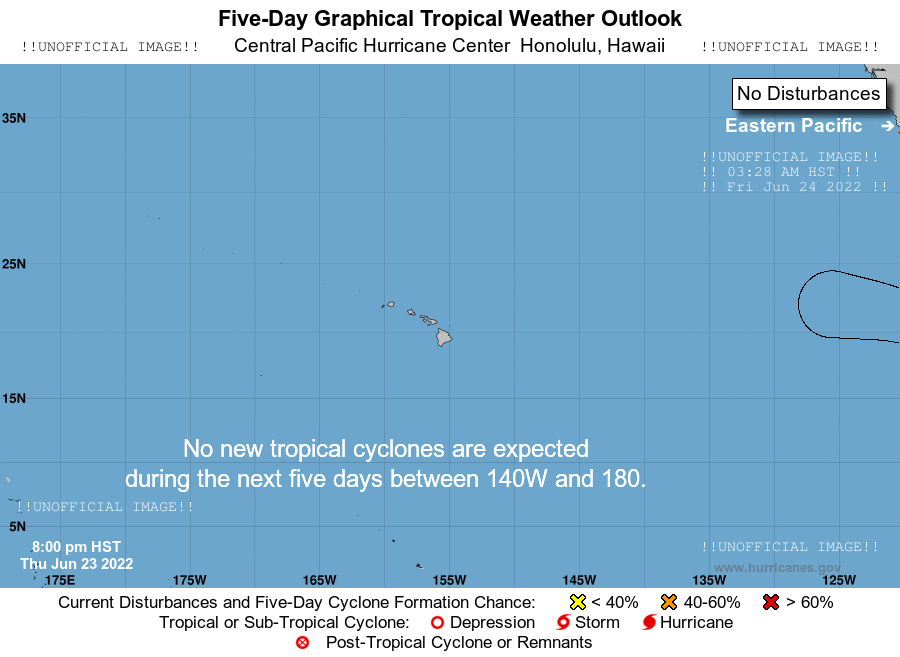 Five-Day Graphical Tropical Weather Outlook
!!UNOFFICIAL IMAGE!! Central Pacific Hurricane Center Honolulu, Hawaii !!UNOFFICIAL IMAGE!!
No Disturbances
35N
Eastern Pacific →
!!UNOFFICIAL IMAGE!!
!! 03:28 AM HST !!
!! Fri Jun 24 2022 !!
25N
15N
No new tropical cyclones are expected
during the next five days between 140W and 180.
!!UNOFFICIAL IMAGE!!
5N
8:00 pm HST
!!UNOFFICIAL IMAGE!!
Thu Jun 23 2022
www.hurricanes.gov
175E 175W 165W 155W 145W 135W 125W
Current Disturbances and Five-Day Cyclone Formation Chance: < 40% 40-60% > 60%
Tropical or Sub-Tropical Cyclone: Depression Storm Hurricane
Post-Tropical Cyclone or Remnants